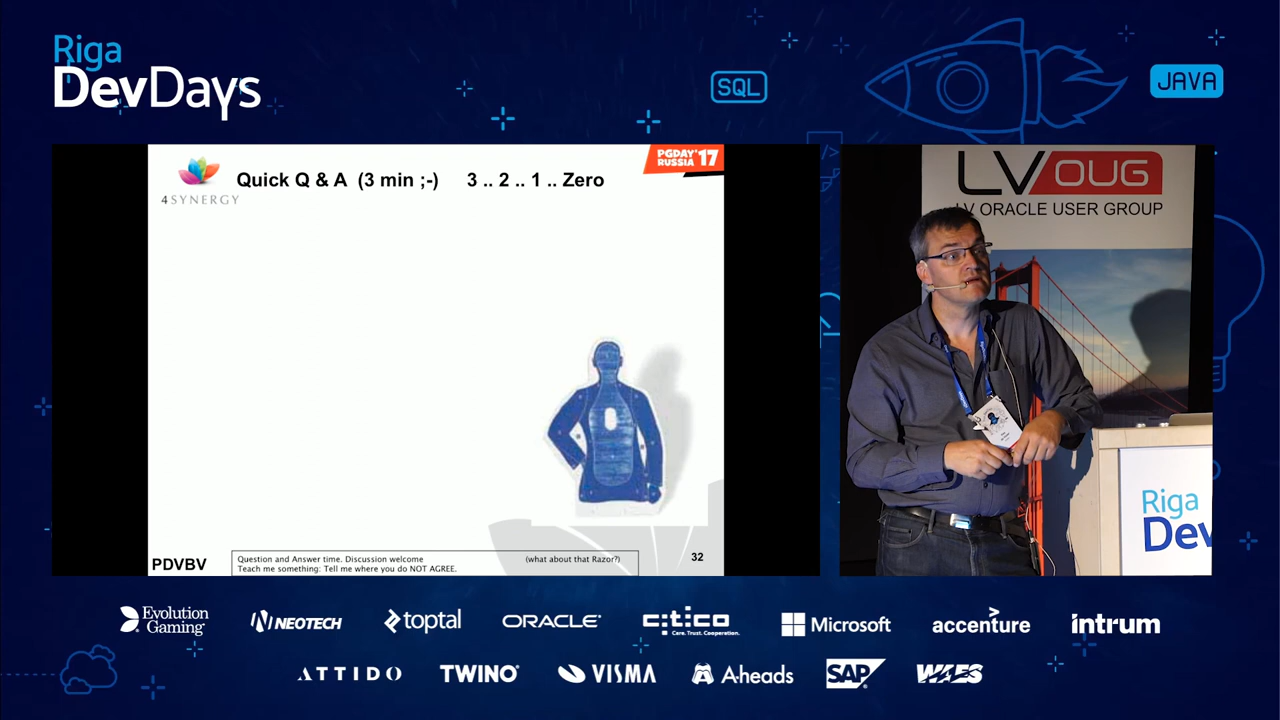 Riga
DevDays
SQL
JAVA
</>
4SYNERGY
Quick Q & A (3 min ;-) 3 .. 2 .. 1 .. Zero
PGDAY'17
RUSSIA
PDVBV
Question and Answer time. Discussion welcome (what about that Razor?)
Teach me something: Tell me where you do NOT AGREE.
32
LVOUG
LV ORACLE USER GROUP
Riga
Dev
Evolution
Gaming
NEOTECH
toptal
ORACLE
citco
Care. Trust. Cooperation.
Microsoft
accenture
intrum
ATTIDO
TWINO
VISMA
A-heads
SAP
WAES